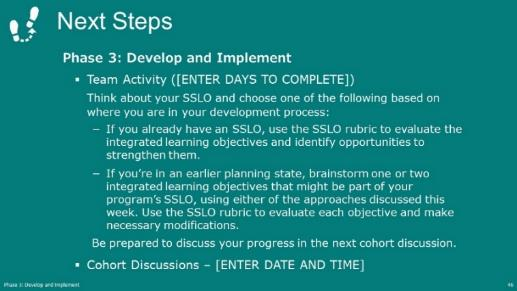 Next Steps
Phase 3: Develop and Implement
▪ Team Activity ([ENTER DAYS TO COMPLETE])
Think about your SSLO and choose one of the following based on
where you are in your development process:
– If you already have an SSLO, use the SSLO rubric to evaluate the
integrated learning objectives and identify opportunities to
strengthen them.
– If you're in an earlier planning state, brainstorm one or two
integrated learning objectives that might be part of your
program's SSLO, using either of the approaches discussed this
week. Use the SSLO rubric to evaluate each objective and make
necessary modifications.
Be prepared to discuss your progress in the next cohort discussion.
▪ Cohort Discussions – [ENTER DATE AND TIME]
Phase 3: Develop and Implement
46